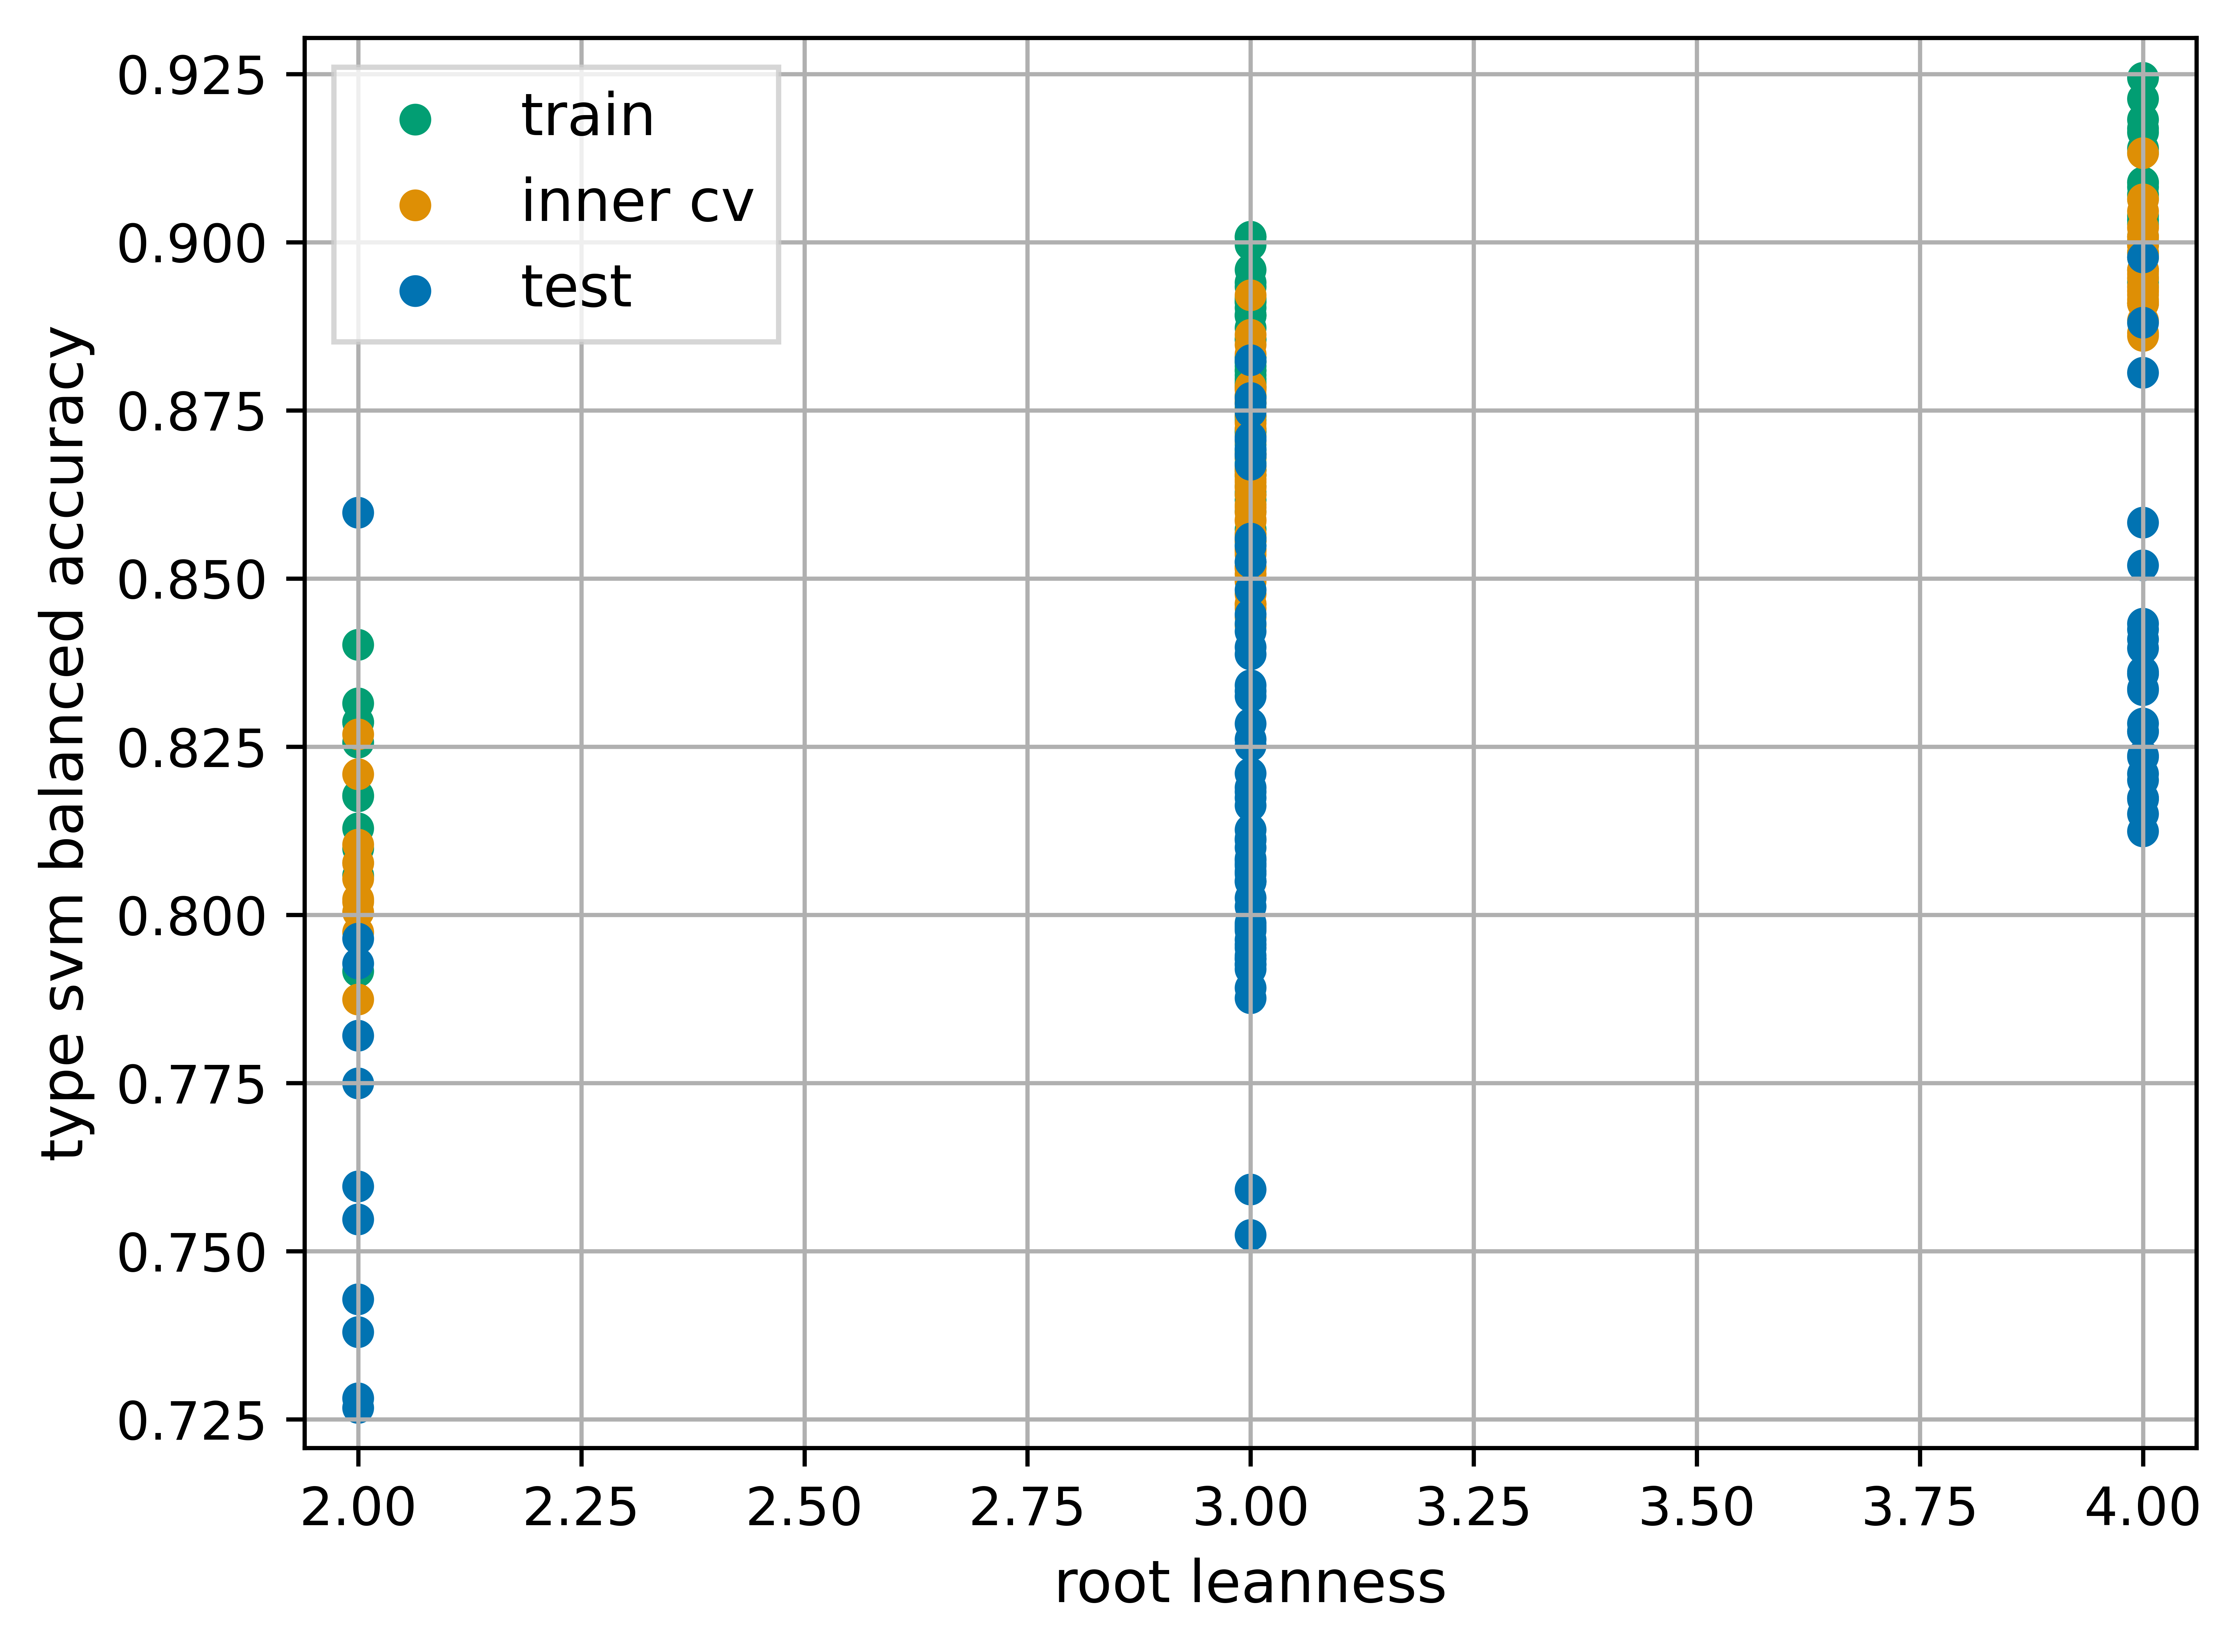 train
inner cv
test
type svm balanced accuracy
0.925
0.900
0.875
0.850
0.825
0.800
0.775
0.750
0.725
2.00 2.25 2.50 2.75 3.00 3.25 3.50 3.75 4.00
root leanness